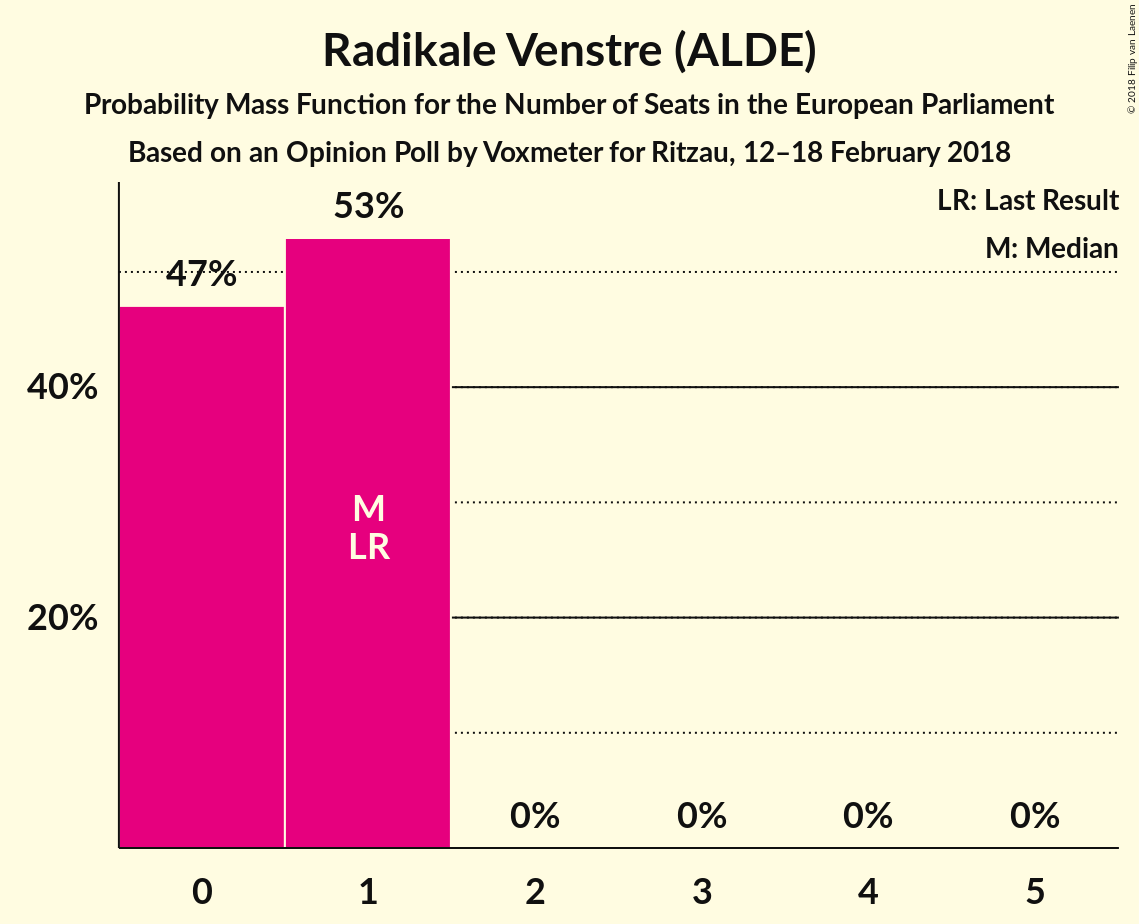 Radikale Venstre (ALDE)
Probability Mass Function for the Number of Seats in the European Parliament
Based on an Opinion Poll by Voxmeter for Ritzau, 12–18 February 2018
© 2018 Filip van Laenen
LR: Last Result
M: Median
53%
47%
40%
20%
M
LR
0%
0%
0%
0%
0
1
2
3
4
5